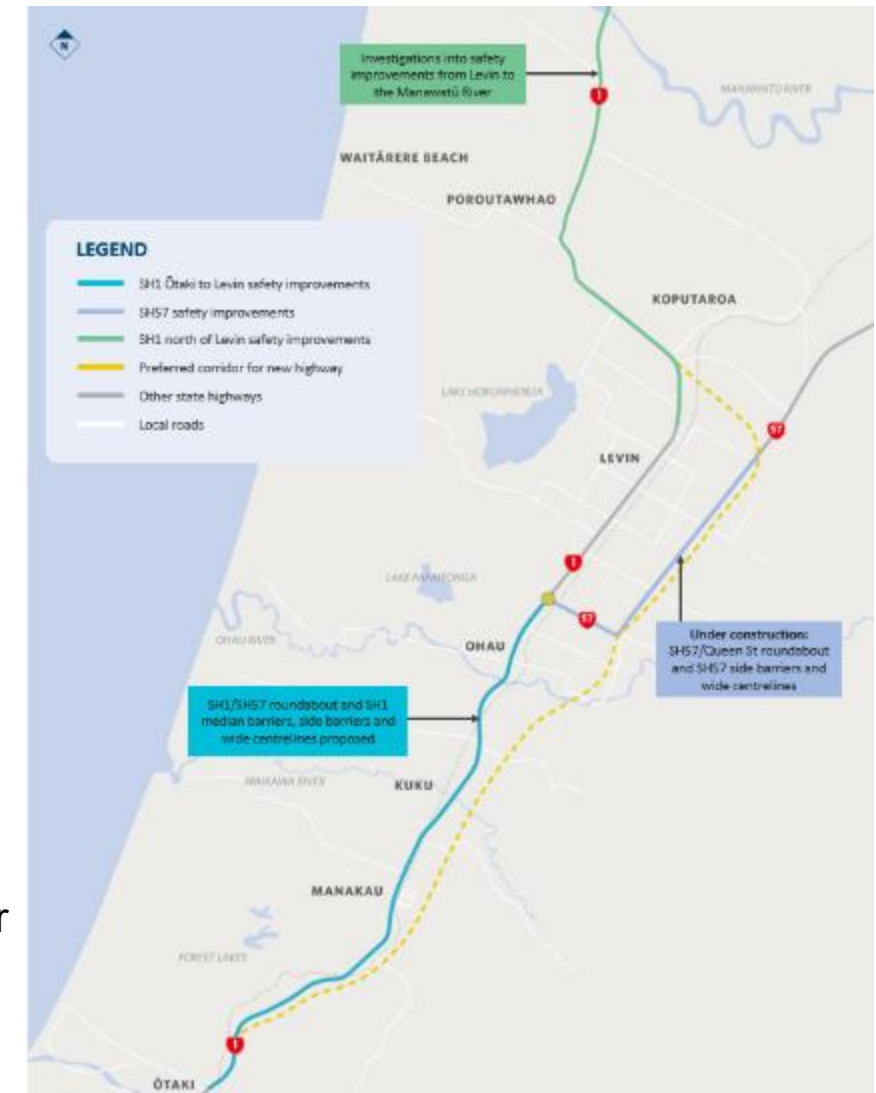 N
Investigations into safety
improvements from Levin to
the Manawatū River
1
MANAWATŪ RIVER
WAITĀRERE BEACH
POROUTAWHAO
LEGEND
SH1 Ōtaki to Levin safety improvements
SH57 safety improvements
SH1 north of Levin safety improvements
Preferred corridor for new highway
Other state highways
Local roads
KOPUTAROA
LAKE HOROWHENUA
57
LEVIN
1
LAKE PAPAITONGA
57
OHAU RIVER
OHAU
Under construction:
SH57/Queen St roundabout
and SH57 side barriers and
wide centrelines
SH1/SH57 roundabout and SH1
median barriers, side barriers and
wide centrelines proposed
WAIKAWA RIVER
KUKU
MANAKAU
r
FOREST LAKES
1
ŌTAKI